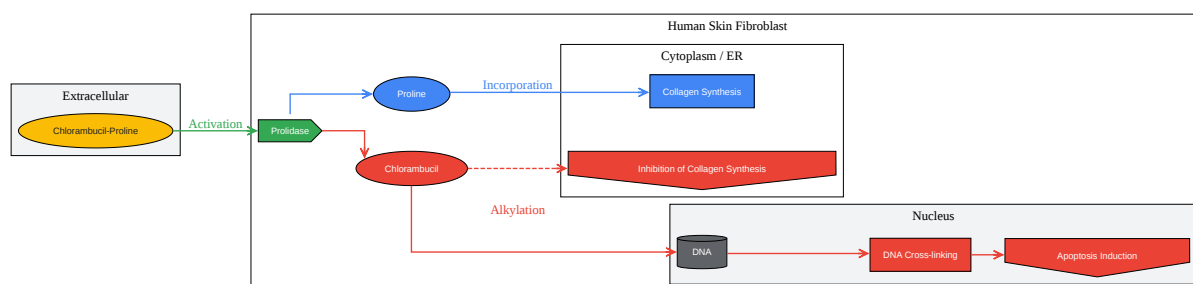 Human Skin Fibroblast
Cytoplasm / ER
Extracellular
Chlorambucil-Proline
Activation
Prolidase
Proline
Incorporation
Collagen Synthesis
Chlorambucil
Inhibition of Collagen Synthesis
Alkylation
Nucleus
DNA
DNA Cross-linking
Apoptosis Induction